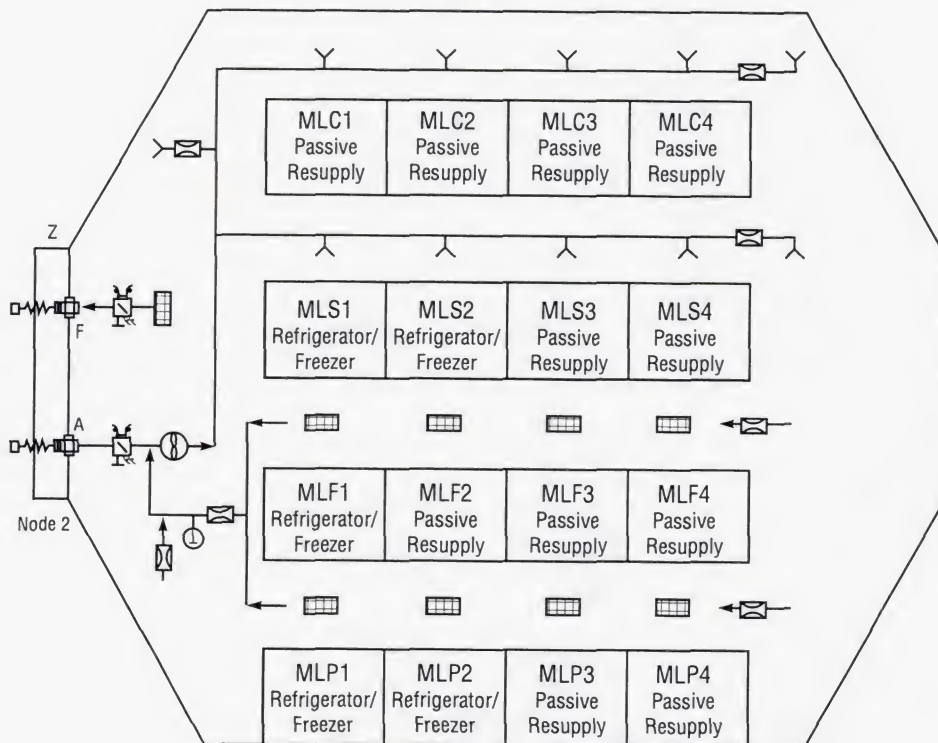 MLC1 MLC2 MLC3 MLC4
Passive Passive Passive Passive
Resupply Resupply Resupply Resupply
Z
MLS1 MLS2 MLS3 MLS4
Refrigerator/ Refrigerator/ Passive Passive
Freezer Freezer Resupply Resupply
F
A
MLF1 MLF2 MLF3 MLF4
Refrigerator/ Passive Passive Passive
Freezer Resupply Resupply Resupply
Node 2
MLP1 MLP2 MLP3 MLP4
Refrigerator/ Refrigerator/ Passive Passive
Freezer Freezer Resupply Resupply